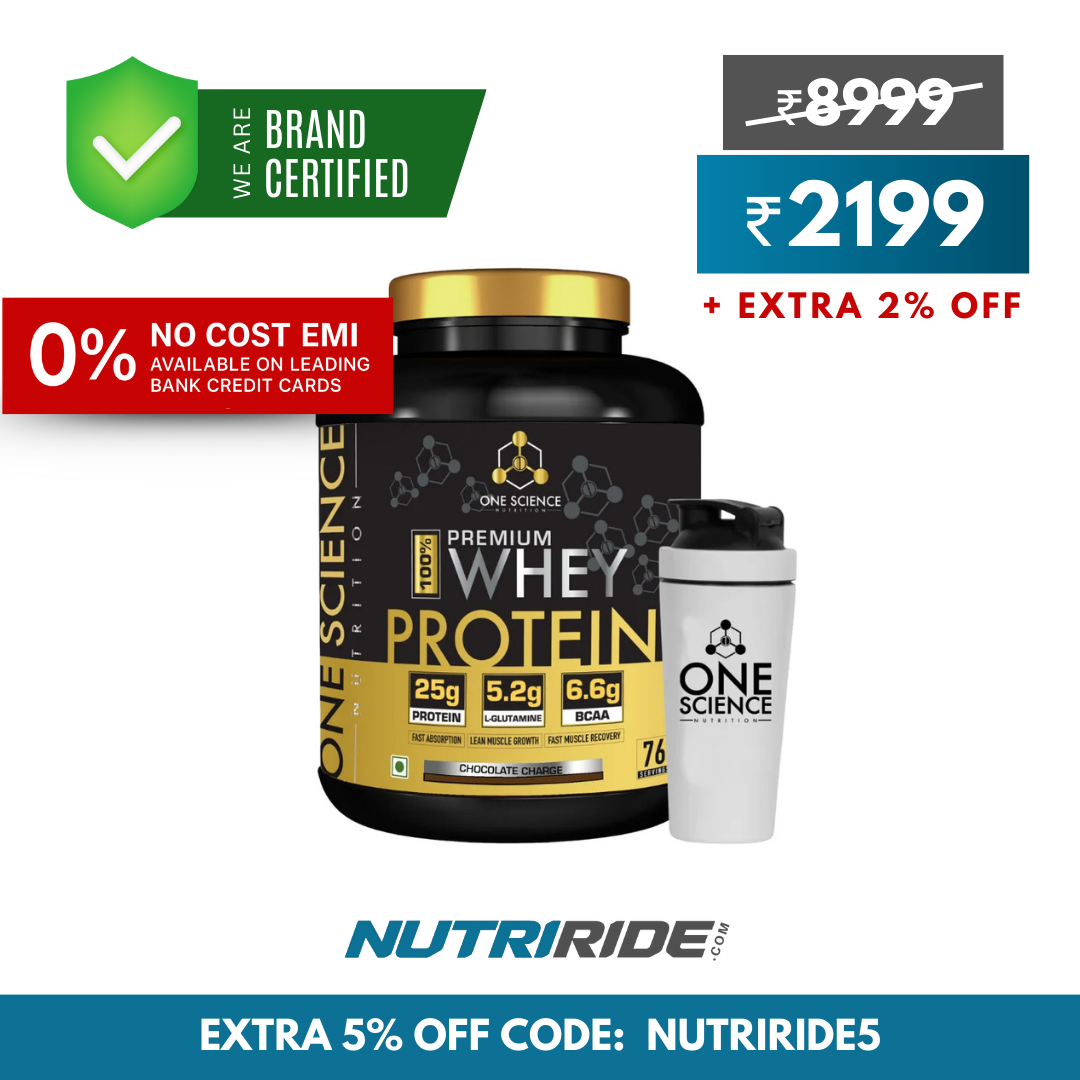 WE ARE
BRAND
CERTIFIED
₹8999
₹2199
+ EXTRA 2% OFF
0%
NO COST EMI
AVAILABLE ON LEADING
BANK CREDIT CARDS
ONE SCIENCE
NUTRITION
ONE SCIENCE
NUTRITION
100%
PREMIUM
WHEY
PROTEIN
25g
PROTEIN
5.2g
L-GLUTAMINE
6.6g
BCAA
FAST ABSORPTION
LEAN MUSCLE GROWTH
FAST MUSCLE RECOVERY
CHOCOLATE CHARGE
76
SERVINGS
ONE
SCIENCE
NUTRITION
NUTRIRIDE.COM
EXTRA 5% OFF CODE: NUTRIRIDE5